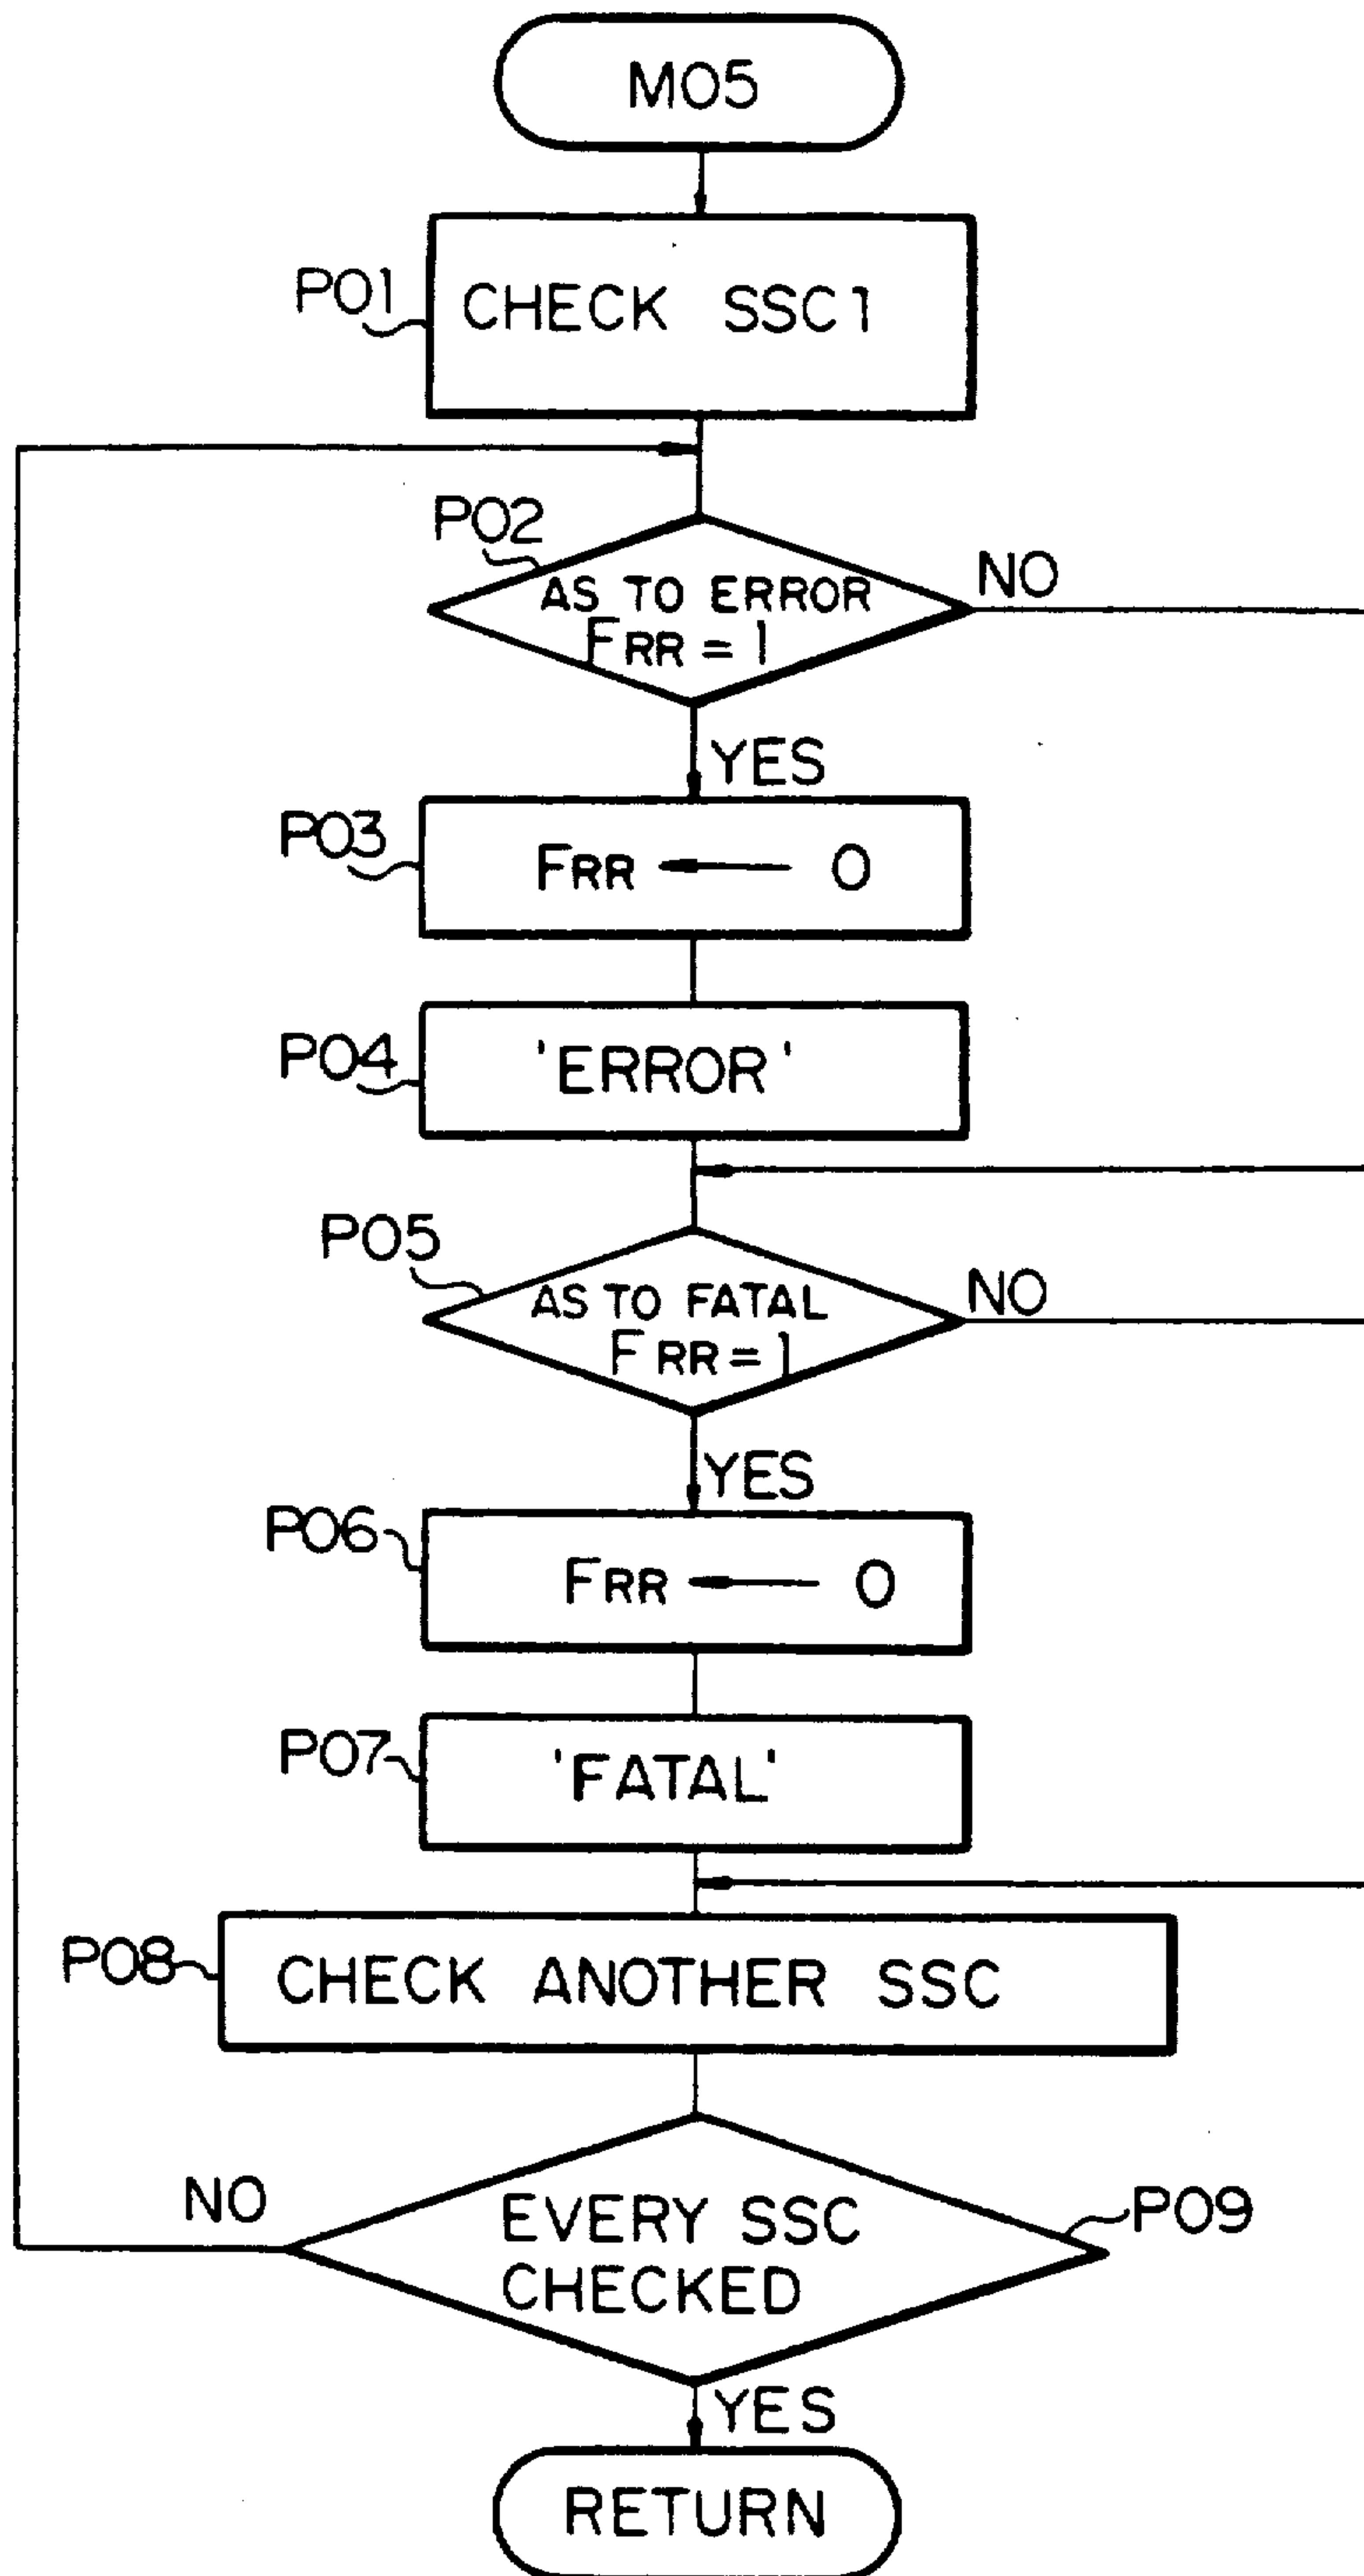 M05
P01
CHECK SSC1
P02
AS TO ERROR
FRR = 1
NO
YES
P03
FRR ← 0
P04
'ERROR'
P05
AS TO FATAL
FRR = 1
NO
YES
P06
FRR ← 0
P07
'FATAL'
P08
CHECK ANOTHER SSC
NO
EVERY SSC
CHECKED
P09
YES
RETURN